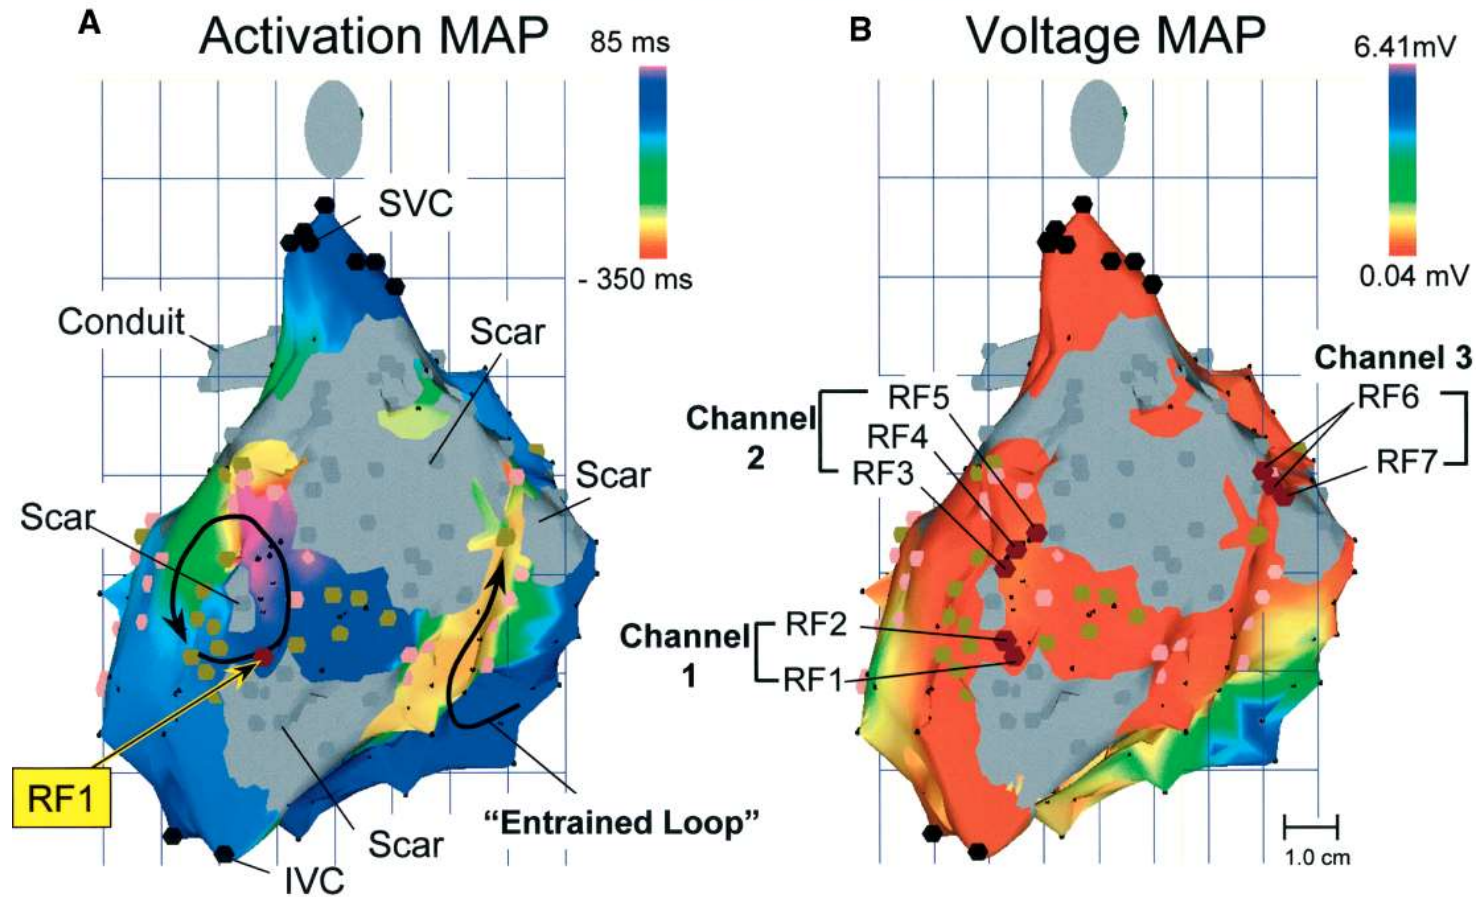 A
Activation MAP
85 ms
- 350 ms
SVC
Conduit
Scar
Scar
Scar
RF1
Scar
IVC
"Entrained Loop"
B
Voltage MAP
6.41mV
0.04 mV
Channel 3
RF6
RF7
Channel
2
RF5
RF4
RF3
Channel
1
RF2
RF1
1.0 cm